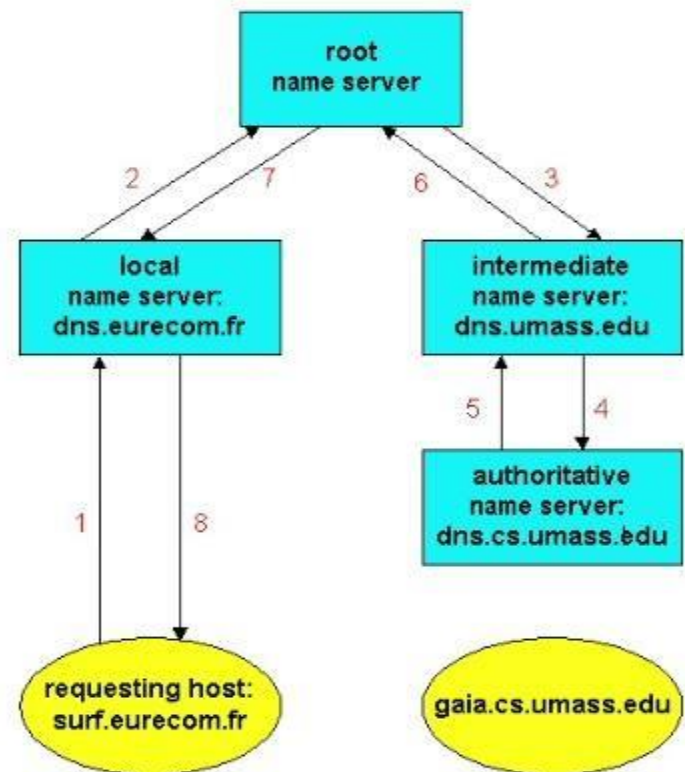 root
name server
2
7
6
3
local
name server:
dns.eurecom.fr
intermediate
name server:
dns.umass.edu
5
4
authoritative
name server:
dns.cs.umass.edu
1
8
requesting host:
surf.eurecom.fr
gaia.cs.umass.edu